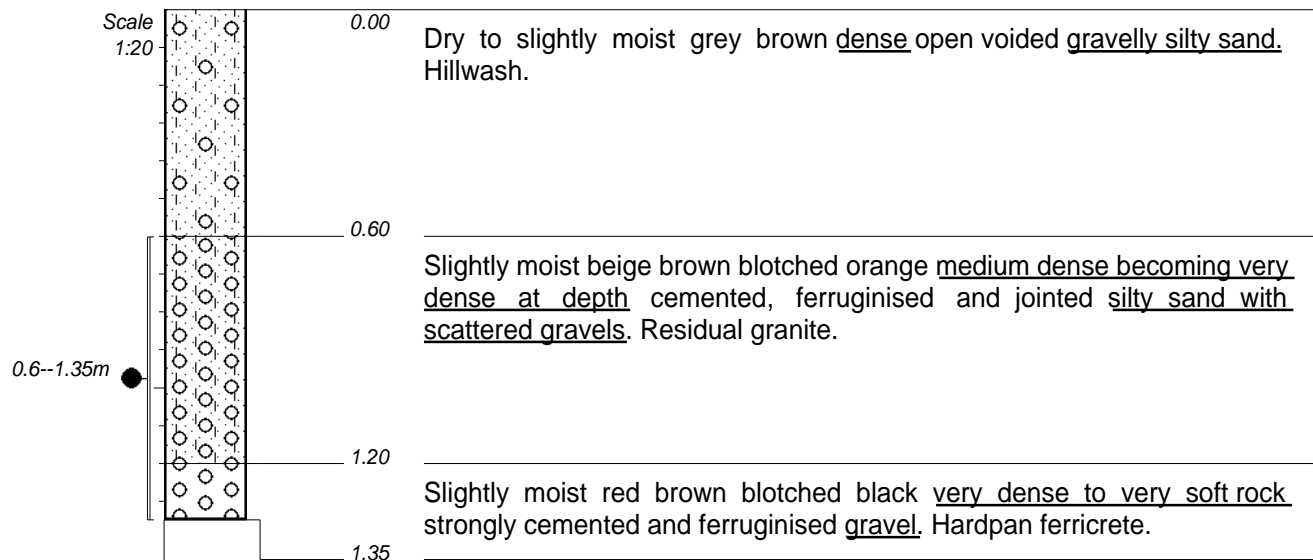 Scale
1:20
0.00
Dry to slightly moist grey brown dense open voided gravelly silty sand.
Hillwash.
0.60
Slightly moist beige brown blotched orange medium dense becoming very
dense at depth cemented, ferruginised and jointed silty sand with
scattered gravels. Residual granite.
0.6--1.35m
1.20
Slightly moist red brown blotched black very dense to very soft rock
strongly cemented and ferruginised gravel. Hardpan ferricrete.
1.35